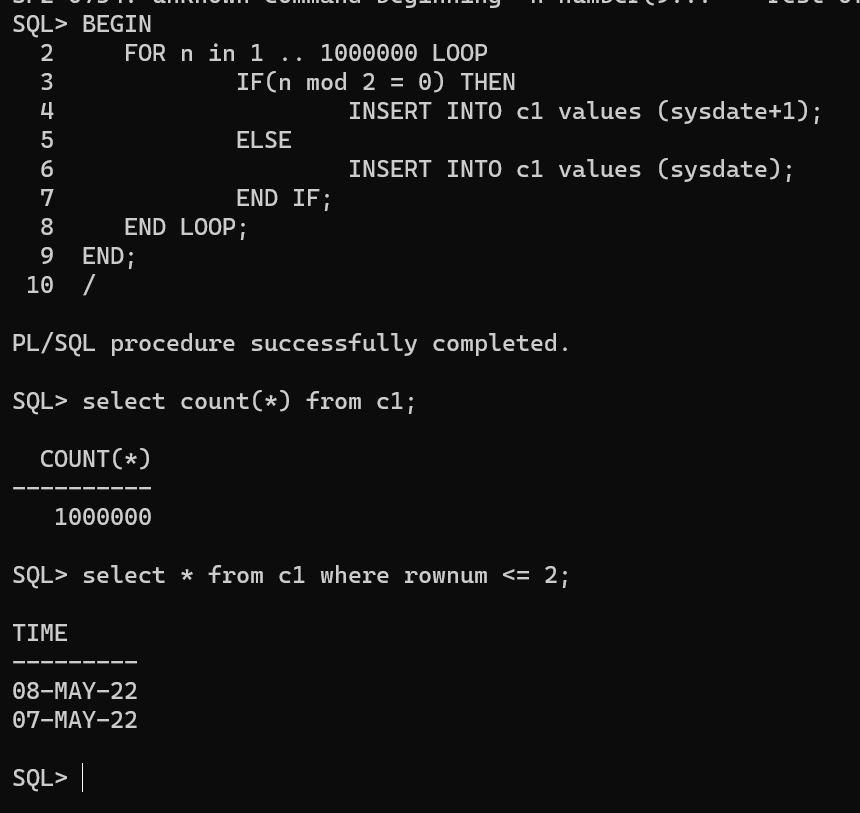 SQL> BEGIN
  2     FOR n in 1 .. 1000000 LOOP
  3             IF(n mod 2 = 0) THEN
  4                     INSERT INTO c1 values (sysdate+1);
  5             ELSE
  6                     INSERT INTO c1 values (sysdate);
  7             END IF;
  8     END LOOP;
  9  END;
 10  /
PL/SQL procedure successfully completed.
SQL> select count(*) from c1;
  COUNT(*)
----------
   1000000
SQL> select * from c1 where rownum <= 2;
TIME
---------
08-MAY-22
07-MAY-22
SQL>